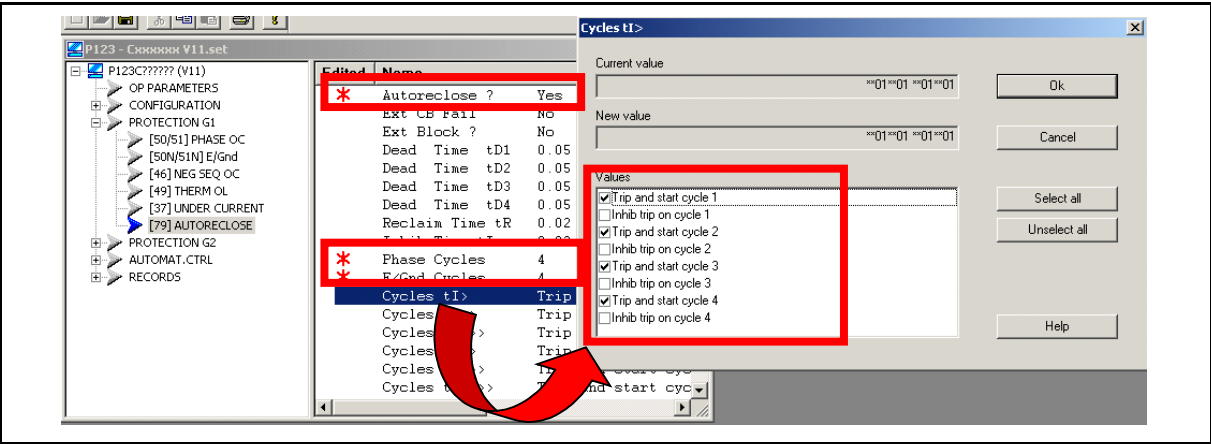 P123 - Cxxxxxx V11.set
P123C?????? (V11)
OP PARAMETERS
CONFIGURATION
PROTECTION G1
[50/51] PHASE OC
[50N/51N] E/Gnd
[46] NEG SEQ OC
[49] THERM OL
[37] UNDER CURRENT
[79] AUTORECLOSE
PROTECTION G2
AUTOMAT.CTRL
RECORDS
Edited Name
* Autoreclose ? Yes
Ext CB Fail No
Ext Block ? No
Dead Time tD1 0.05
Dead Time tD2 0.05
Dead Time tD3 0.05
Dead Time tD4 0.05
Reclaim Time tR 0.02
* Phase Cycles 4
* E/Gnd Cycles 4
Cycles tI> Trip
Cycles Trip
Cycles > Trip
Cycles > Trip
Cycles > start cyc
Cycles > and start cyc
Cycles tI>
Current value
**01**01 **01**01
New value
**01**01 **01**01
Values
Trip and start cycle 1
Inhib trip on cycle 1
Trip and start cycle 2
Inhib trip on cycle 2
Trip and start cycle 3
Inhib trip on cycle 3
Trip and start cycle 4
Inhib trip on cycle 4
Ok
Cancel
Select all
Unselect all
Help